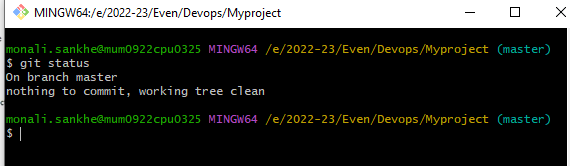 MINGW64:/e/2022-23/Even/Devops/Myproject
monali.sankhe@mum0922cpu0325 MINGW64 /e/2022-23/Even/Devops/Myproject (master)
$ git status
On branch master
nothing to commit, working tree clean
monali.sankhe@mum0922cpu0325 MINGW64 /e/2022-23/Even/Devops/Myproject (master)
$